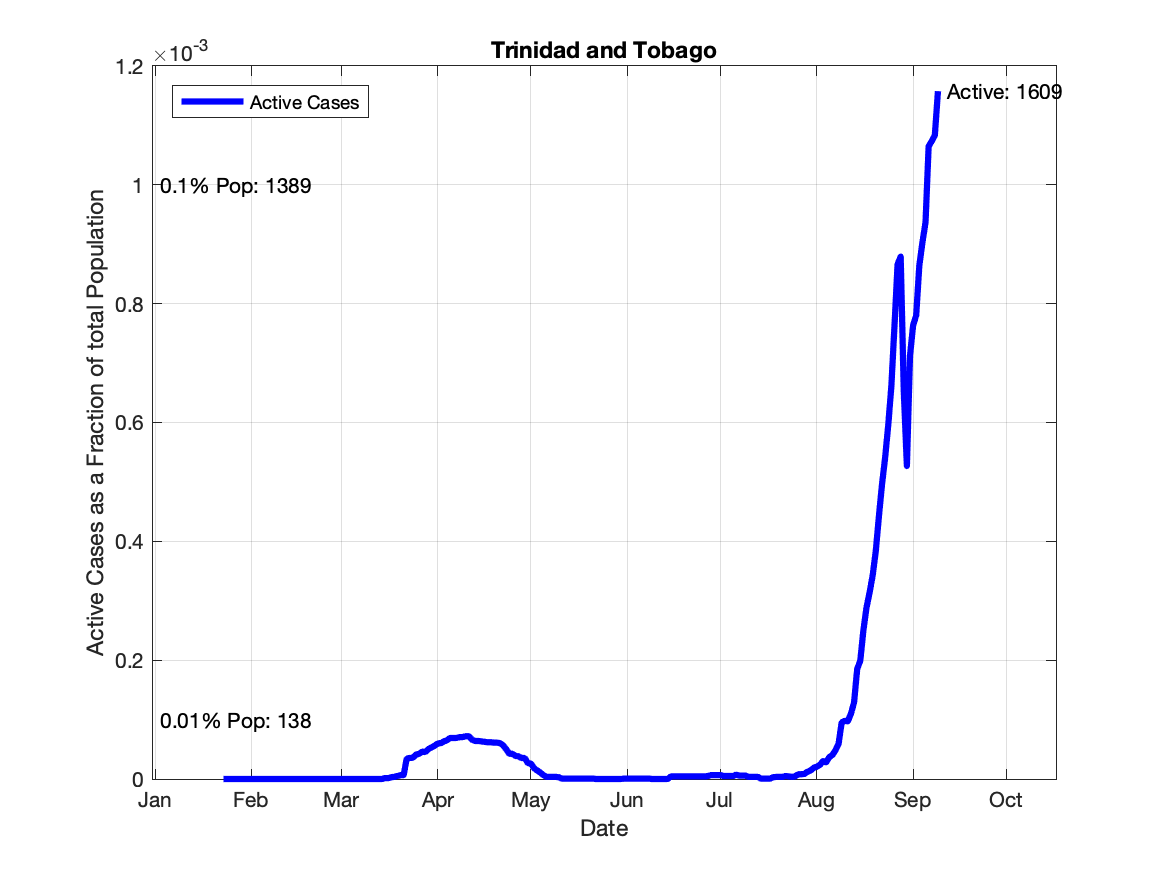 Trinidad and Tobago
×10-3
1.2
1
0.8
0.6
0.4
0.2
0
Active Cases as a Fraction of total Population
Active Cases
Active: 1609
0.1% Pop: 1389
0.01% Pop: 138
Jan Feb Mar Apr May Jun Jul Aug Sep Oct
Date